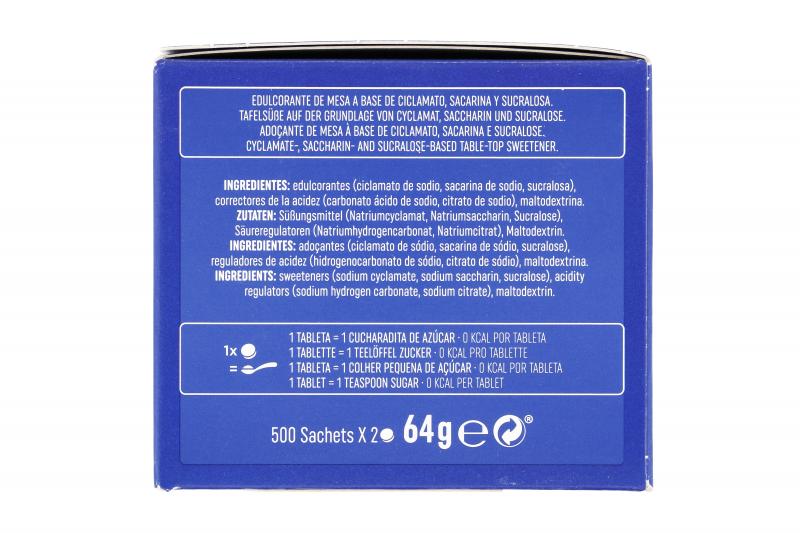 EDULCORANTE DE MESA A BASE DE CICLAMATO, SACARINA Y SUCRALOSA.
TAFELSÜßE AUF DER GRUNDLAGE VON CYCLAMAT, SACCHARIN UND SUCRALOSE.
ADOÇANTE DE MESA À BASE DE CICLAMATO, SACARINA E SUCRALOSE.
CYCLAMATE-, SACCHARIN- AND SUCRALOSE-BASED TABLE-TOP SWEETENER.
INGREDIENTES: edulcorantes (ciclamato de sodio, sacarina de sodio, sucralosa),
correctores de la acidez (carbonato ácido de sodio, citrato de sodio), maltodextrina.
ZUTATEN: Süßungsmittel (Natriumcyclamat, Natriumsaccharin, Sucralose),
Säureregulatoren (Natriumhydrogencarbonat, Natriumcitrat), Maltodextrin.
INGREDIENTES: adoçantes (ciclamato de sódio, sacarina de sódio, sucralose),
reguladores de acidez (hidrogenocarbonato de sódio, citrato de sódio), maltodextrina.
INGREDIENTS: sweeteners (sodium cyclamate, sodium saccharin, sucralose), acidity
regulators (sodium hydrogen carbonate, sodium citrate), maltodextrin.
1x
=
1 TABLETA = 1 CUCHARADITA DE AZÚCAR · 0 KCAL POR TABLETA
1 TABLETTE = 1 TEELÖFFEL ZUCKER · 0 KCAL PRO TABLETTE
1 TABLETA = 1 COLHER PEQUENA DE AÇÚCAR · 0 KCAL POR TABLETA
1 TABLET = 1 TEASPOON SUGAR · 0 KCAL PER TABLET
500 Sachets X 2 64g ℮ ®